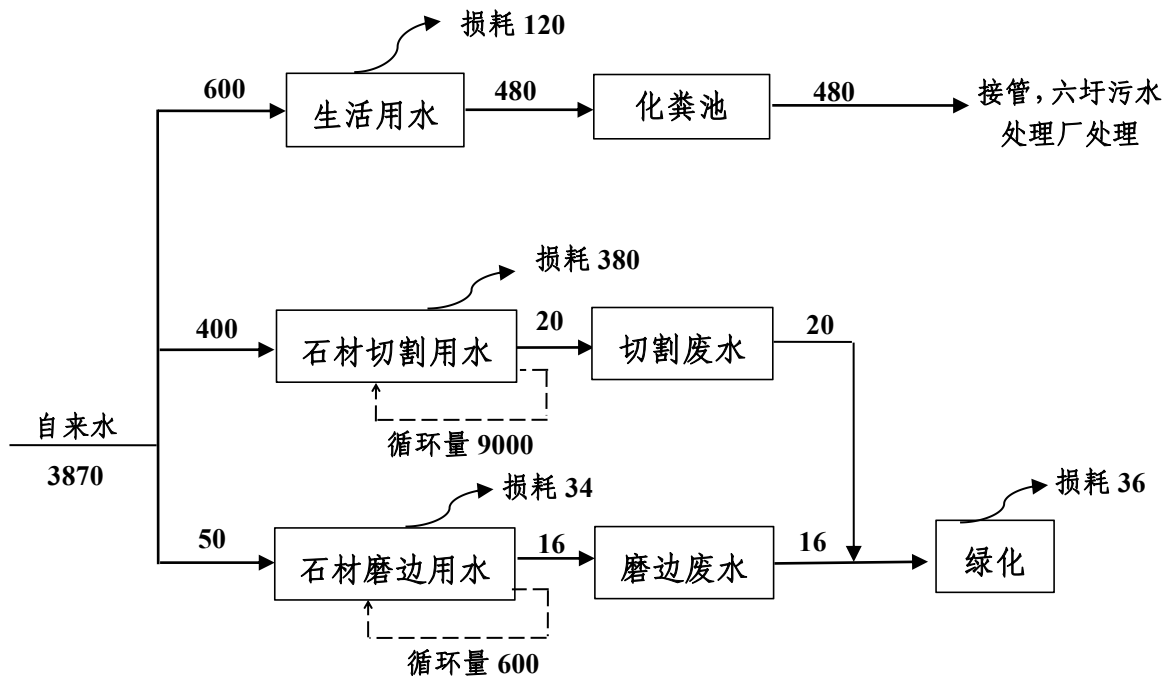 损耗 120
600
生活用水
480
化粪池
480
接管，六圩污水
处理厂处理
损耗 380
400
石材切割用水
20
切割废水
20
循环量 9000
自来水
3870
损耗 34
损耗 36
50
石材磨边用水
16
磨边废水
16
绿化
循环量 600